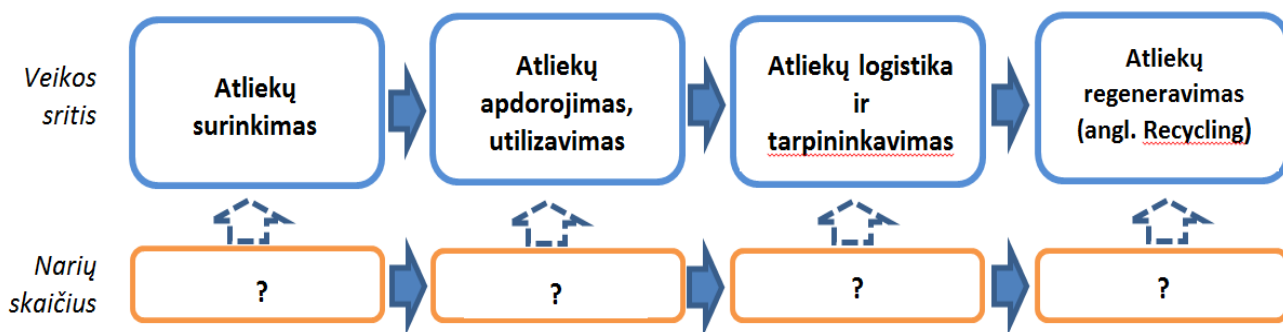 Veikos
sritis
Atliekų
surinkimas
Atliekų
apdorojimas,
utilizavimas
Atliekų logistika
ir
tarpininkavimas
Atliekų
regeneravimas
(angl. Recycling)
Narių
skaičius
?
?
?
?